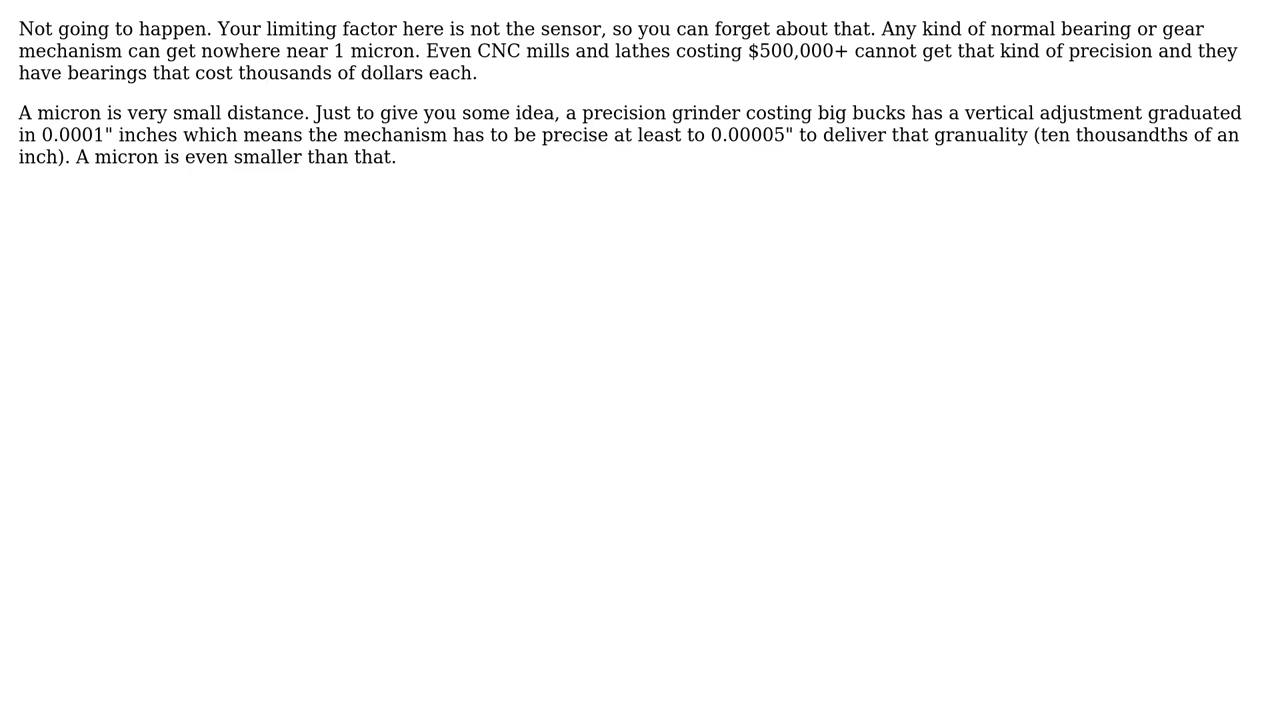 Not going to happen. Your limiting factor here is not the sensor, so you can forget about that. Any kind of normal bearing or gear
mechanism can get nowhere near 1 micron. Even CNC mills and lathes costing $500,000+ cannot get that kind of precision and they
have bearings that cost thousands of dollars each.
A micron is very small distance. Just to give you some idea, a precision grinder costing big bucks has a vertical adjustment graduated
in 0.0001" inches which means the mechanism has to be precise at least to 0.00005" to deliver that granuality (ten thousandths of an
inch). A micron is even smaller than that.